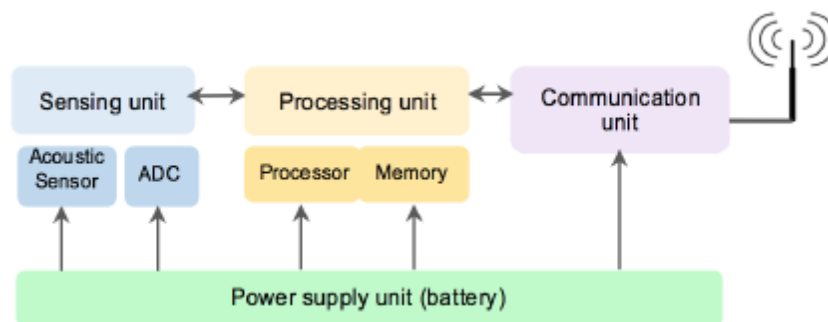 Sensing unit
Processing unit
Communication
unit
Acoustic
Sensor
ADC
Processor
Memory
Power supply unit (battery)